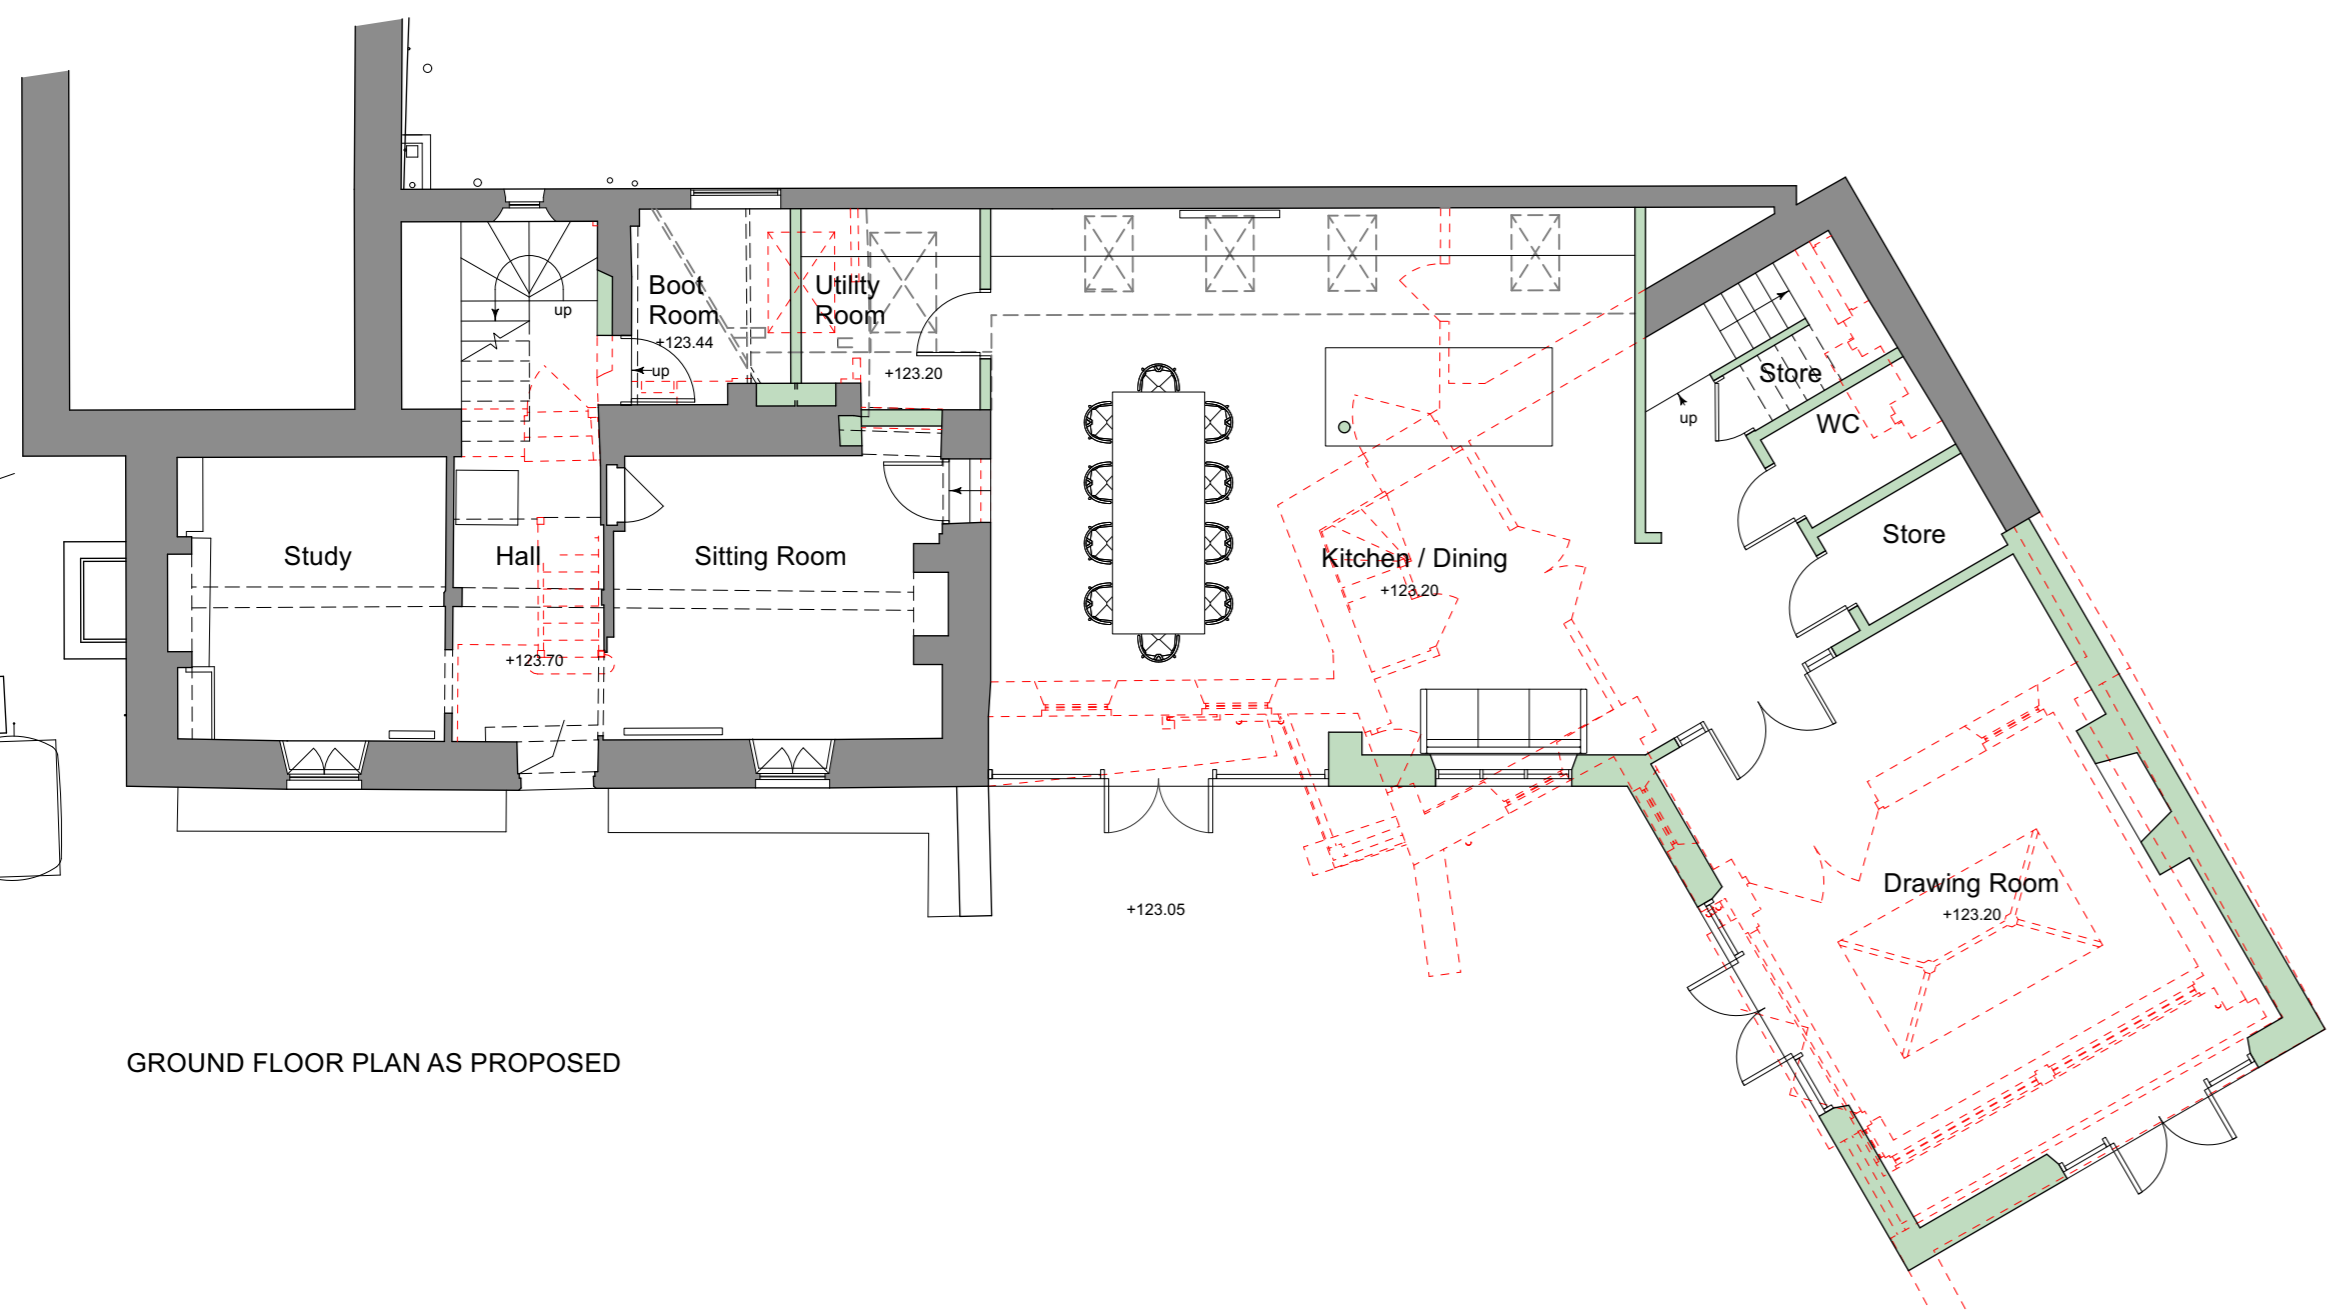 up
Boot
Room
+123.44
up
Utility
Room
+123.20
Store
up
WC
Store
Study
Hall
+123.70
Sitting Room
Kitchen / Dining
+123.20
Drawing Room
+123.20
+123.05
GROUND FLOOR PLAN AS PROPOSED